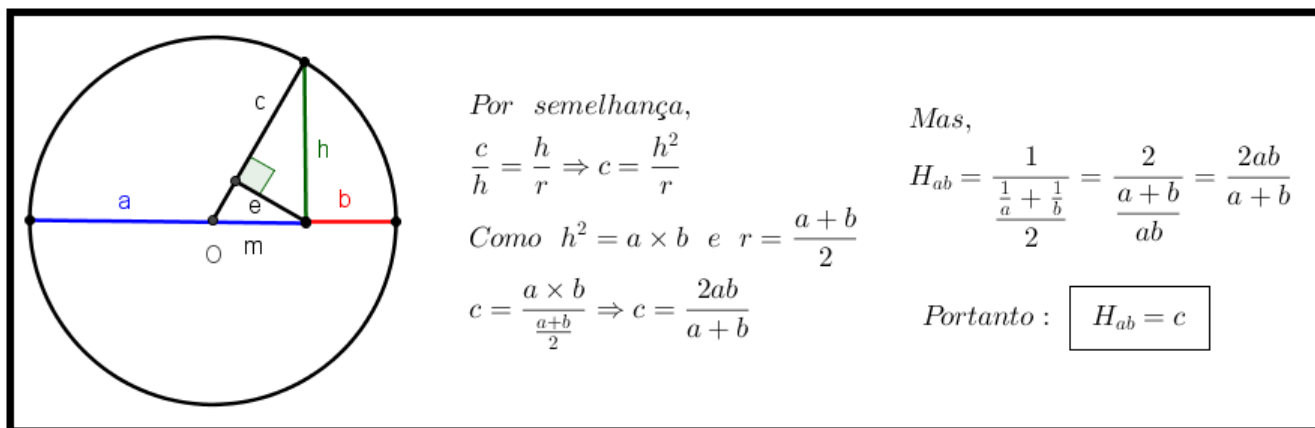 a
c
h
b
e
O
m
Por semelhança,
c/h = h/r ⇒ c = h²/r
Como h² = a × b e r = (a + b)/2
c = (a × b)/((a+b)/2) ⇒ c = 2ab/(a + b)
Mas,
H_ab = 1/((1/a + 1/b)/2) = 2/((a + b)/ab) = 2ab/(a + b)
Portanto : H_ab = c